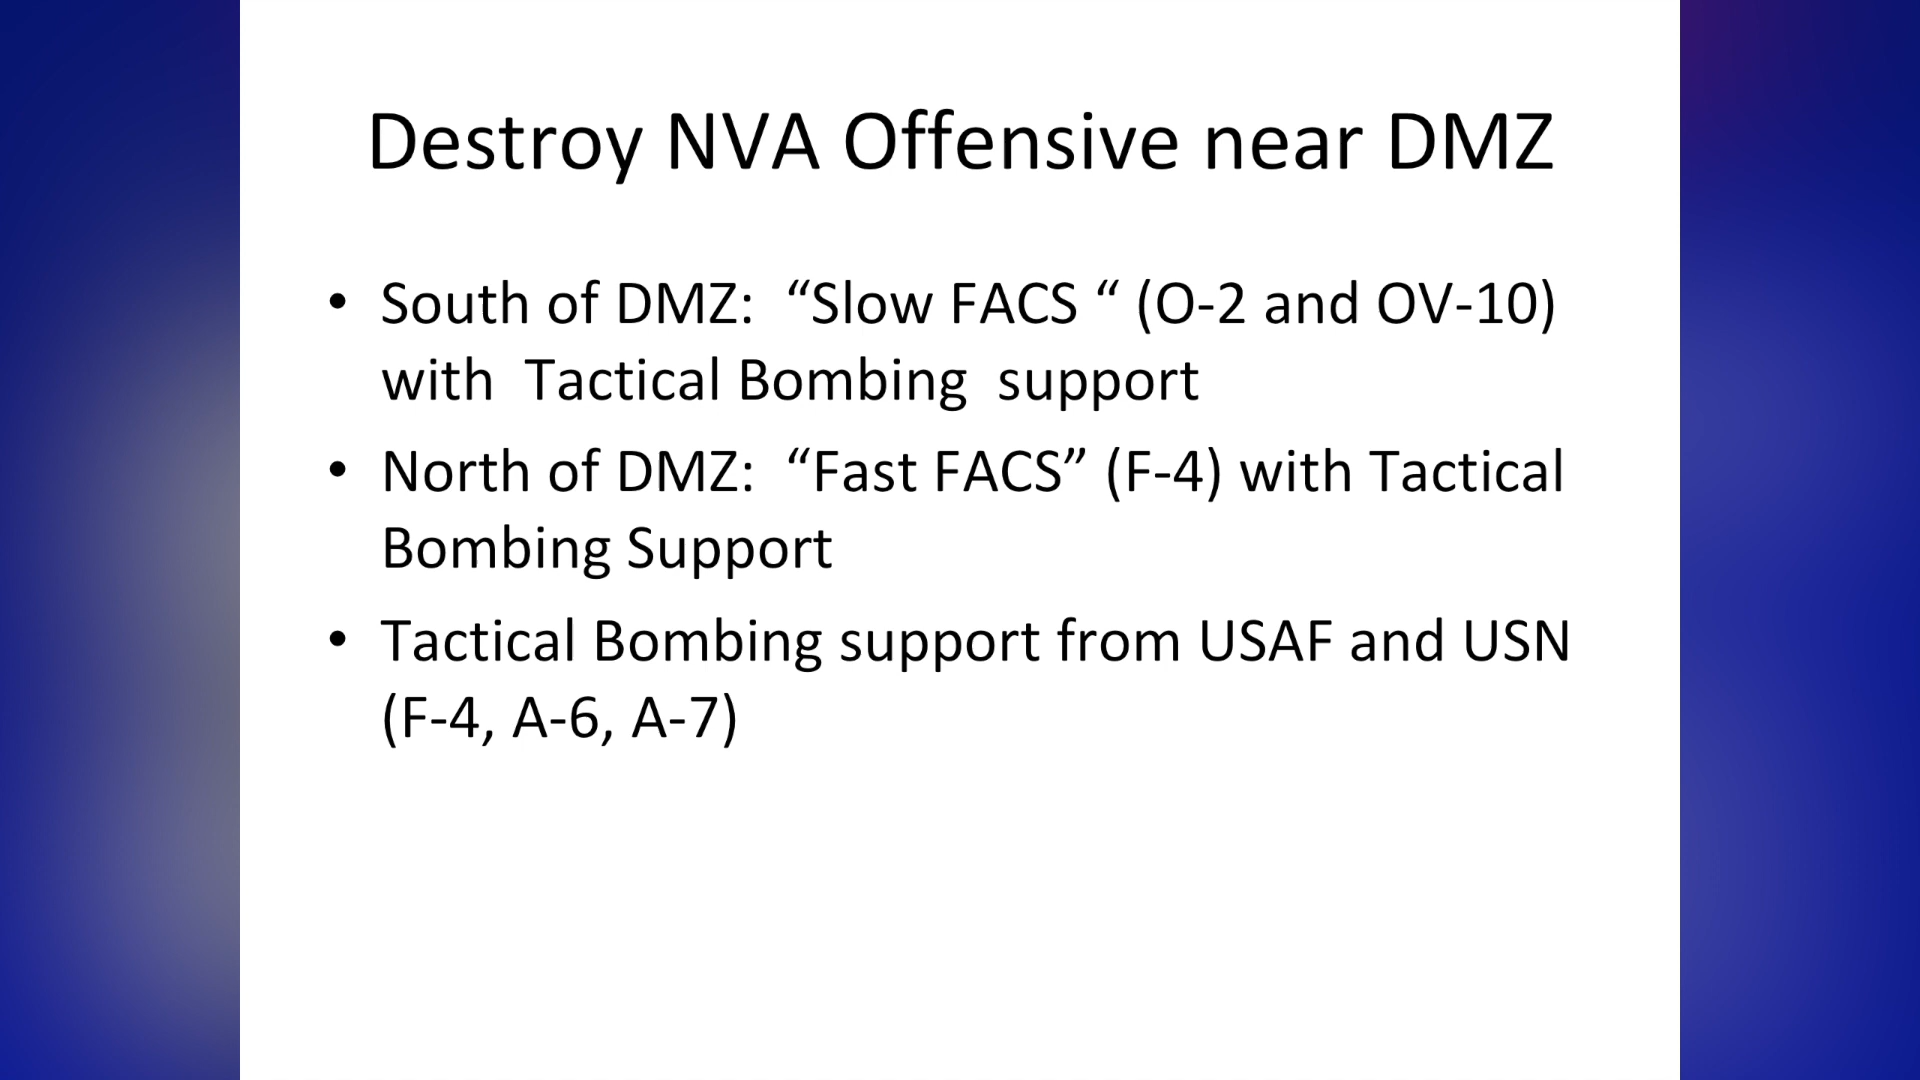 Destroy NVA Offensive near DMZ
• South of DMZ:  “Slow FACS “ (O-2 and OV-10)
with  Tactical Bombing  support
• North of DMZ:  “Fast FACS” (F-4) with Tactical
Bombing Support
• Tactical Bombing support from USAF and USN
(F-4, A-6, A-7)